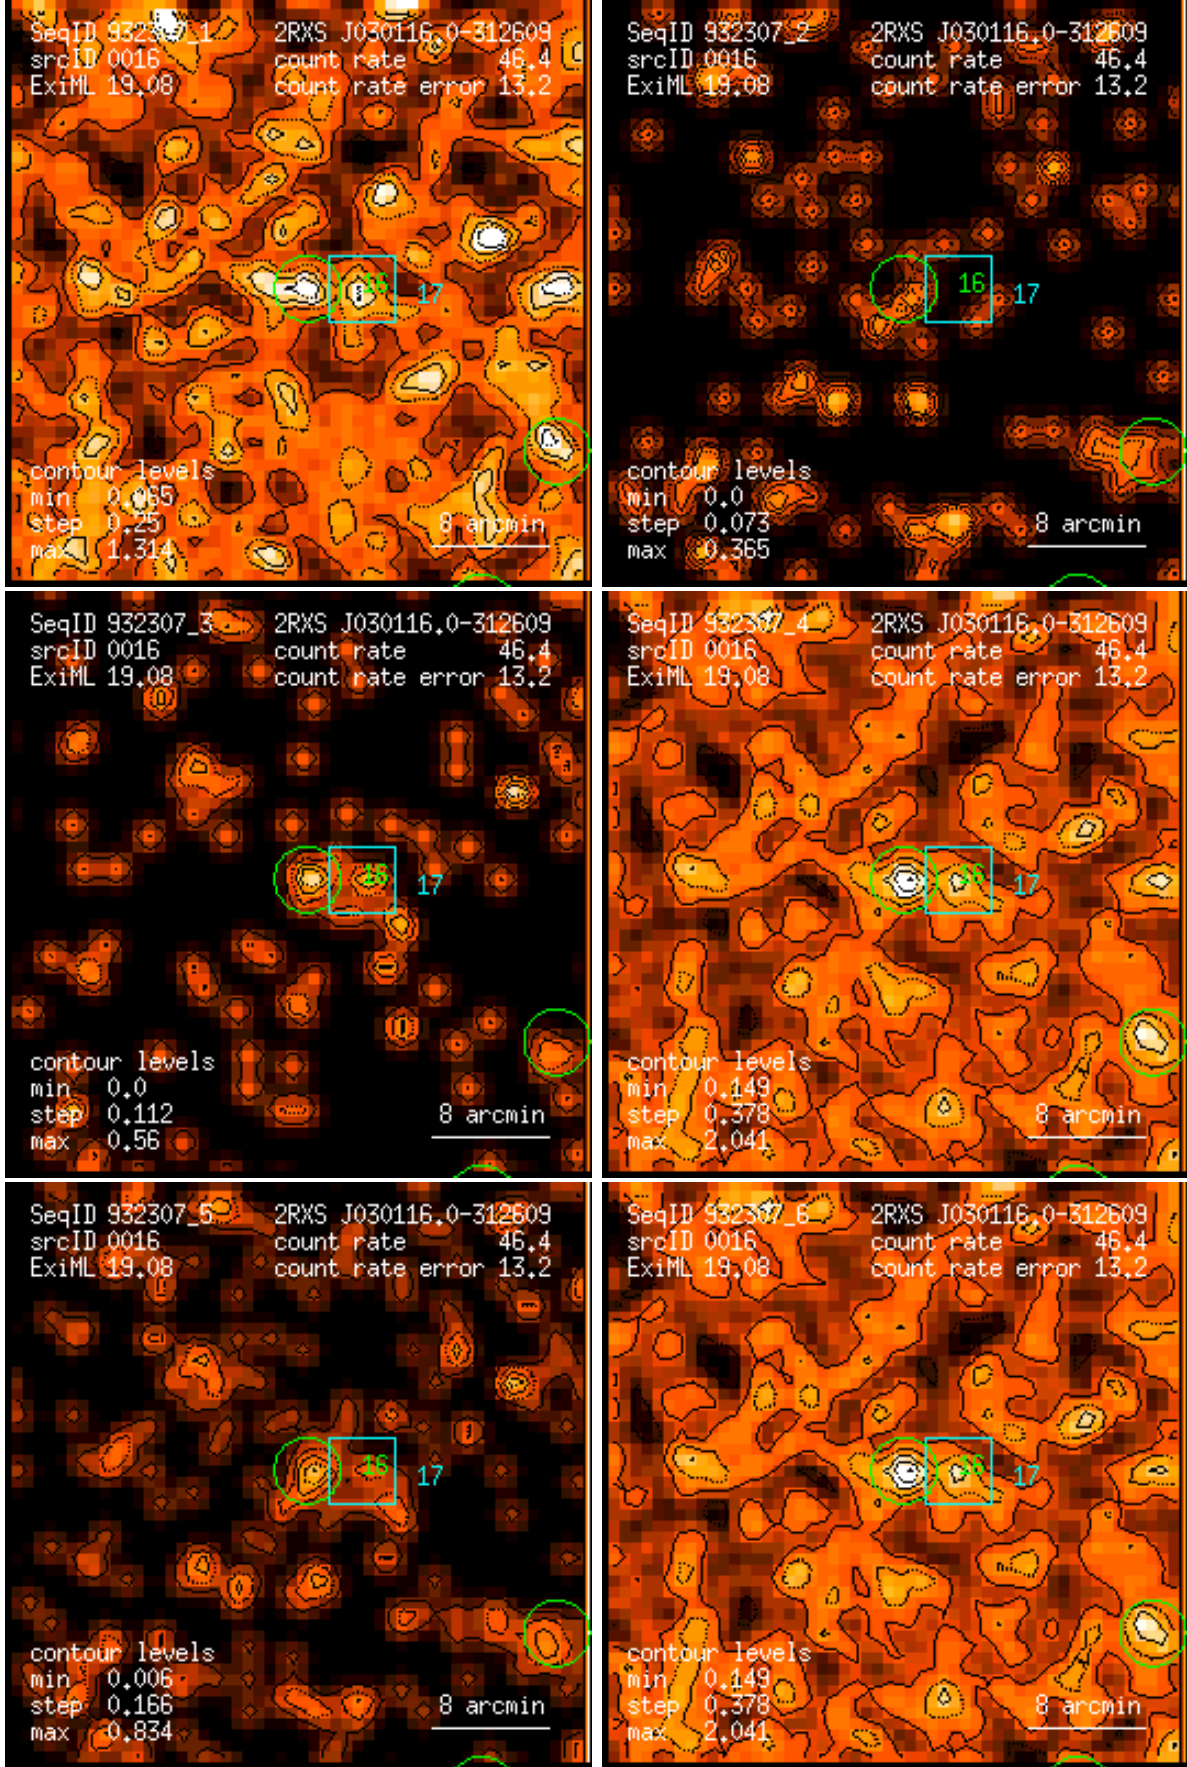 SeqID 932307_1 2RXS J030116.0-312609
srcID 0016 count rate 46.4
ExiML 19.08 count rate error 13.2
16
17
contour levels
min 0.065
step 0.25
max 1.314
8 arcmin
SeqID 932307_2 2RXS J030116.0-312609
srcID 0016 count rate 46.4
ExiML 19.08 count rate error 13.2
16
17
contour levels
min 0.0
step 0.073
max 0.365
8 arcmin
SeqID 932307_3 2RXS J030116.0-312609
srcID 0016 count rate 46.4
ExiML 19.08 count rate error 13.2
16
17
contour levels
min 0.0
step 0.112
max 0.56
8 arcmin
SeqID 932307_4 2RXS J030116.0-312609
srcID 0016 count rate 46.4
ExiML 19.08 count rate error 13.2
16
17
contour levels
min 0.149
step 0.378
max 2.041
8 arcmin
SeqID 932307_5 2RXS J030116.0-312609
srcID 0016 count rate 46.4
ExiML 19.08 count rate error 13.2
16
17
contour levels
min 0.006
step 0.166
max 0.834
8 arcmin
SeqID 932307_6 2RXS J030116.0-312609
srcID 0016 count rate 46.4
ExiML 19.08 count rate error 13.2
16
17
contour levels
min 0.149
step 0.378
max 2.041
8 arcmin